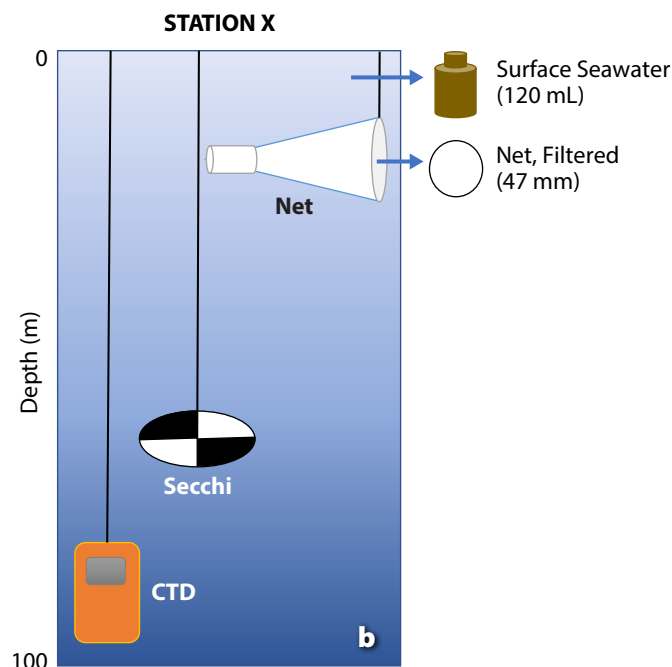 STATION X
0
Surface Seawater
(120 mL)
Net, Filtered
(47 mm)
Net
Depth (m)
Secchi
CTD
b
100